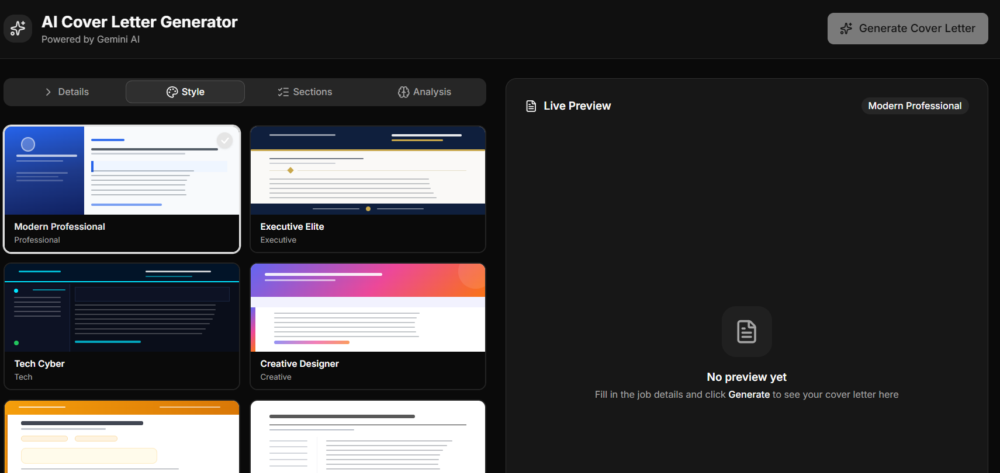 AI Cover Letter Generator
Powered by Gemini AI
Generate Cover Letter
Details
Style
Sections
Analysis
Modern Professional
Professional
Executive Elite
Executive
Tech Cyber
Tech
Creative Designer
Creative
Live Preview
Modern Professional
No preview yet
Fill in the job details and click Generate to see your cover letter here